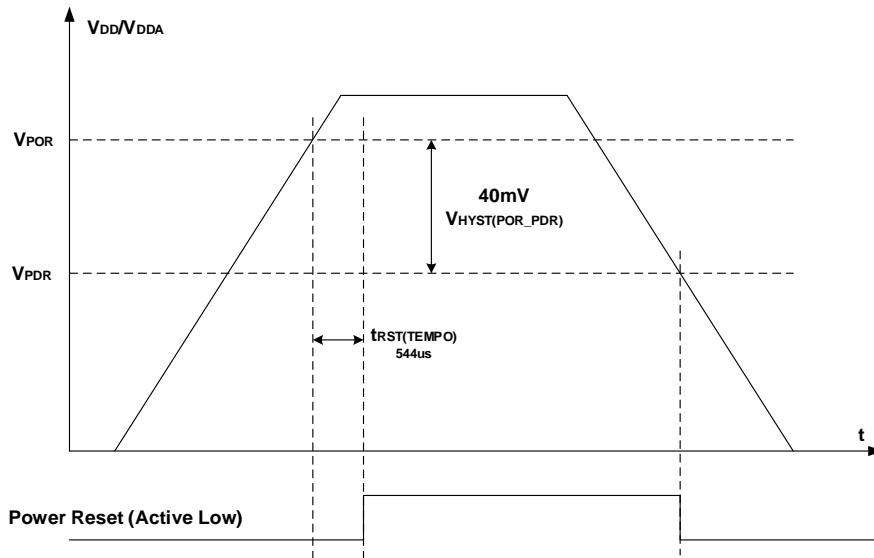 VDD/VDDA
VPOR
40mV
VHYST(POR_PDR)
VPDR
tRST(TEMPO)
544us
t
Power Reset (Active Low)